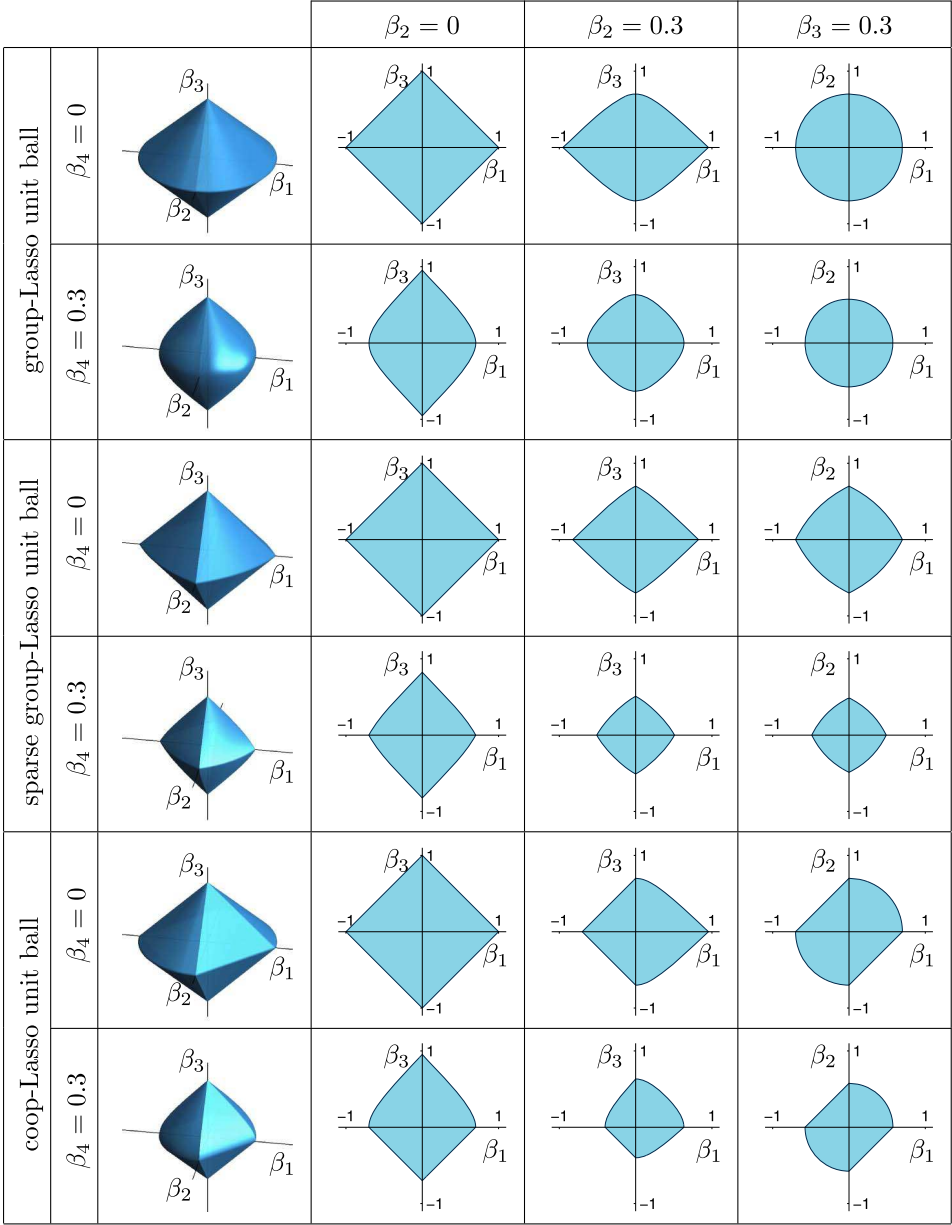 β₂ = 0
β₂ = 0.3
β₃ = 0.3
group-Lasso unit ball
β₄ = 0
β₃
β₁
β₂
β₃ 1
−1 1
β₁
−1
β₃ 1
−1 1
β₁
−1
β₂ 1
−1 1
β₁
−1
β₄ = 0.3
β₃
β₁
β₂
β₃ 1
−1 1
β₁
−1
β₃ 1
−1 1
β₁
−1
β₂ 1
−1 1
β₁
−1
sparse group-Lasso unit ball
β₄ = 0
β₃
β₁
β₂
β₃ 1
−1 1
β₁
−1
β₃ 1
−1 1
β₁
−1
β₂ 1
−1 1
β₁
−1
β₄ = 0.3
β₃
β₁
β₂
β₃ 1
−1 1
β₁
−1
β₃ 1
−1 1
β₁
−1
β₂ 1
−1 1
β₁
−1
coop-Lasso unit ball
β₄ = 0
β₃
β₁
β₂
β₃ 1
−1 1
β₁
−1
β₃ 1
−1 1
β₁
−1
β₂ 1
−1 1
β₁
−1
β₄ = 0.3
β₃
β₁
β₂
β₃ 1
−1 1
β₁
−1
β₃ 1
−1 1
β₁
−1
β₂ 1
−1 1
β₁
−1